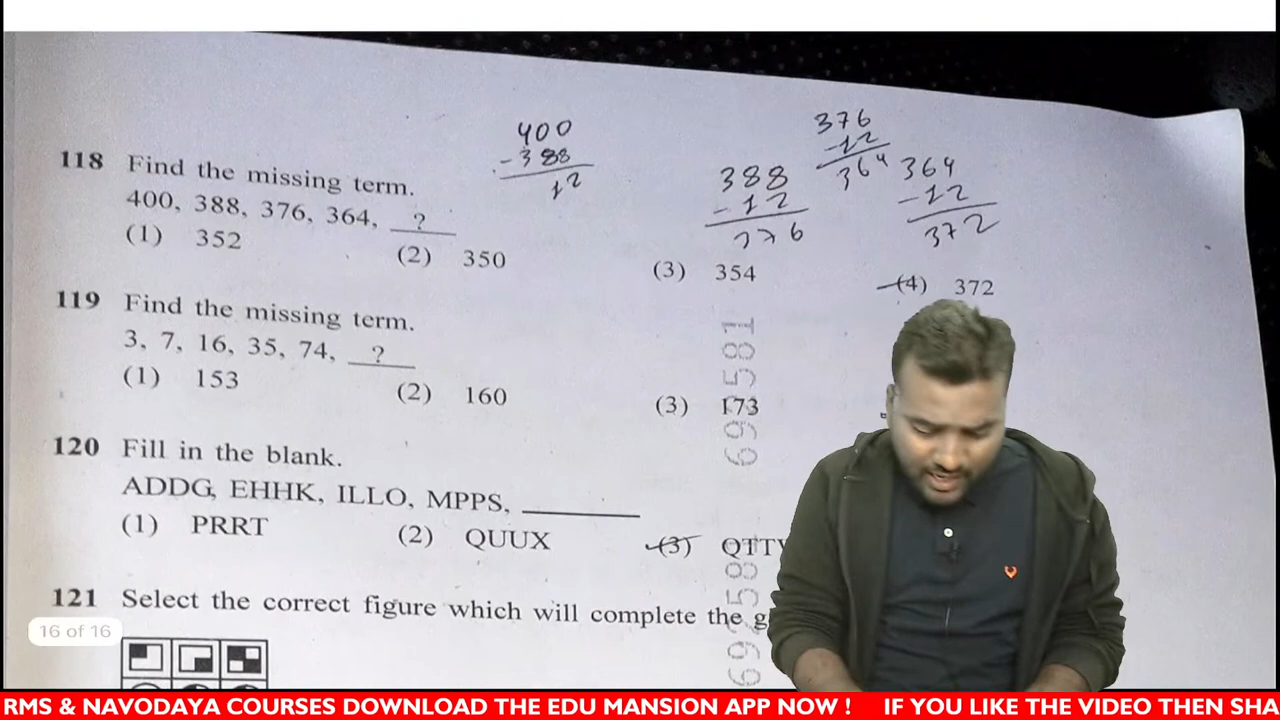 400
-388
12
376
-12
364
388
-12
376
364
-12
372
118 Find the missing term.
400, 388, 376, 364, ?
(1) 352 (2) 350 (3) 354 (4) 372
119 Find the missing term.
3, 7, 16, 35, 74, ?
(1) 153 (2) 160 (3) 173
120 Fill in the blank.
ADDG, EHHK, ILLO, MPPS,
(1) PRRT (2) QUUX (3) QTT
121 Select the correct figure which will complete the g
16 of 16
RMS & NAVODAYA COURSES DOWNLOAD THE EDU MANSION APP NOW ! IF YOU LIKE THE VIDEO THEN SHA